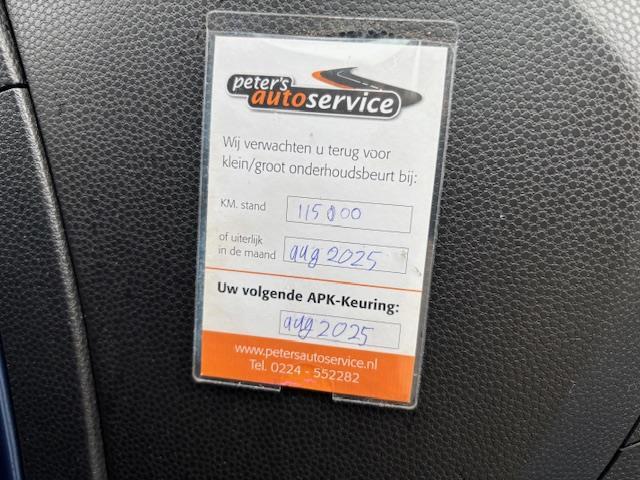 peter's
autoservice
Wij verwachten u terug voor
klein/groot onderhoudsbeurt bij:
KM. stand 115000
of uiterlijk
in de maand aug 2025
Uw volgende APK-Keuring:
aug 2025
www.petersautoservice.nl
Tel. 0224 - 552282